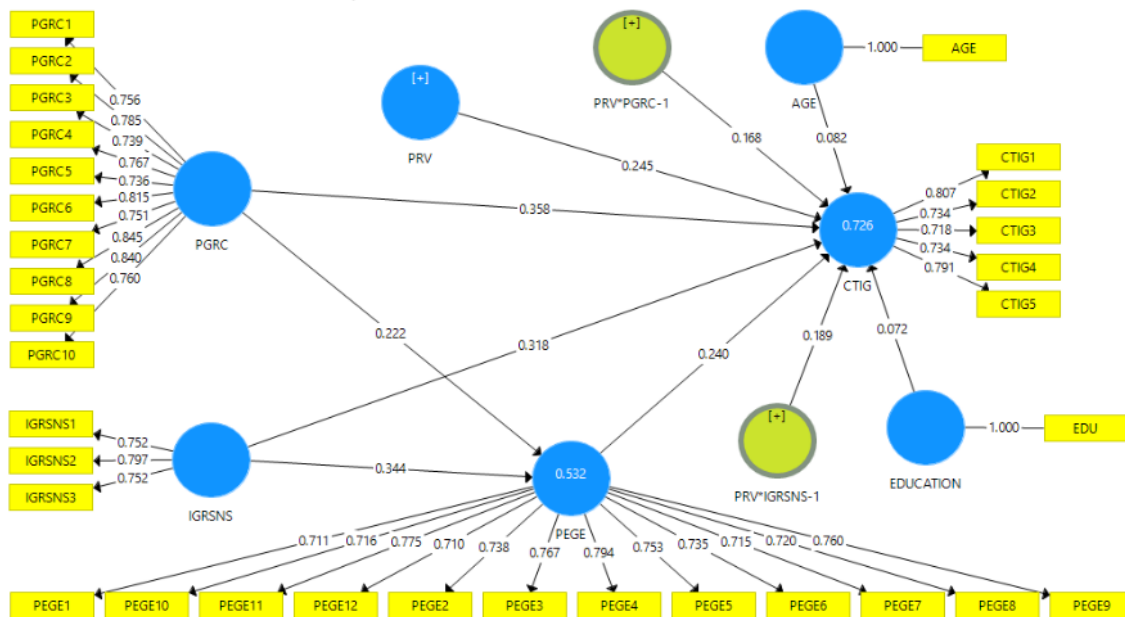 PGRC1
PGRC2
PGRC3
PGRC4
PGRC5
PGRC6
PGRC7
PGRC8
PGRC9
PGRC10
0.756
0.785
0.739
0.767
0.736
0.815
0.751
0.845
0.840
0.760
PGRC
[+]
PRV
[+]
PRV*PGRC-1
AGE
1.000
AGE
0.168
0.082
0.245
0.358
0.726
CTIG
0.807
0.734
0.718
0.734
0.791
CTIG1
CTIG2
CTIG3
CTIG4
CTIG5
0.222
0.318
0.240
0.189
0.072
IGRSNS1
IGRSNS2
IGRSNS3
0.752
0.797
0.752
IGRSNS
0.344
0.532
PEGE
[+]
PRV*IGRSNS-1
EDUCATION
1.000
EDU
0.711
0.716
0.775
0.710
0.738
0.767
0.794
0.753
0.735
0.715
0.720
0.760
PEGE1
PEGE10
PEGE11
PEGE12
PEGE2
PEGE3
PEGE4
PEGE5
PEGE6
PEGE7
PEGE8
PEGE9